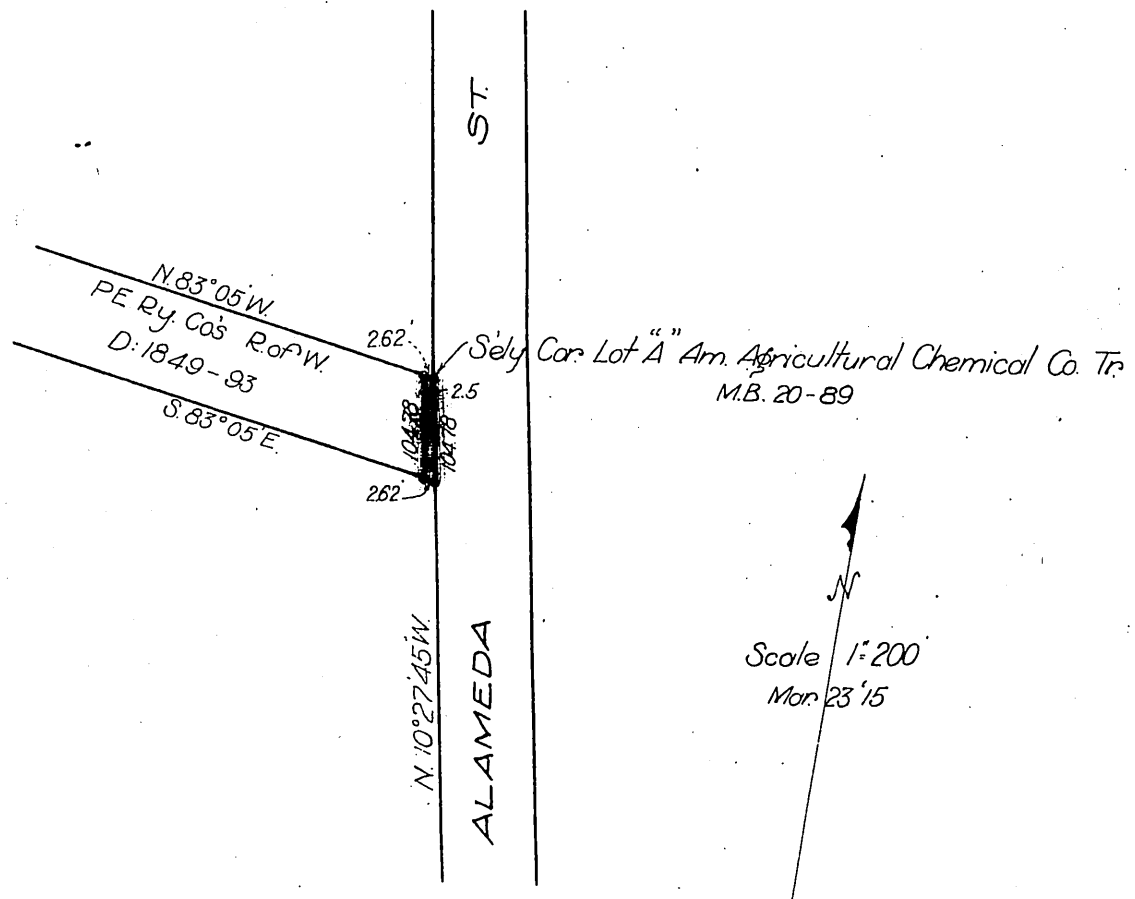 ST.
N. 83° 05' W.
P E Ry. Co's R. of W.
D: 1849 - 93
S. 83° 05' E.
2.62'
S'ely Cor. Lot "A" Am. Agricultural Chemical Co. Tr.
M.B. 20-89
2.5
104.78
104.78
2.62'
N
N. 10° 27' 45" W.
ALAMEDA
Scale 1" = 200'
Mar. 23 '15